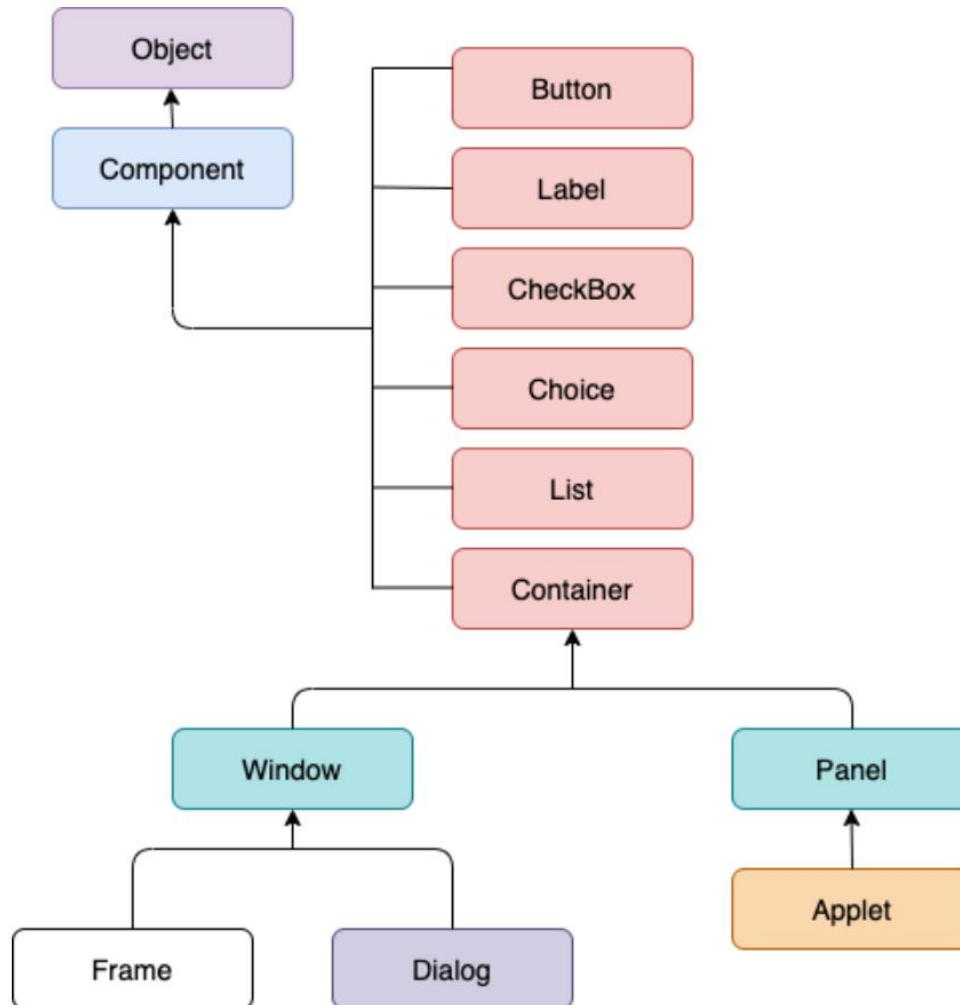 Object
Button
Component
Label
CheckBox
Choice
List
Container
Window
Panel
Applet
Frame
Dialog